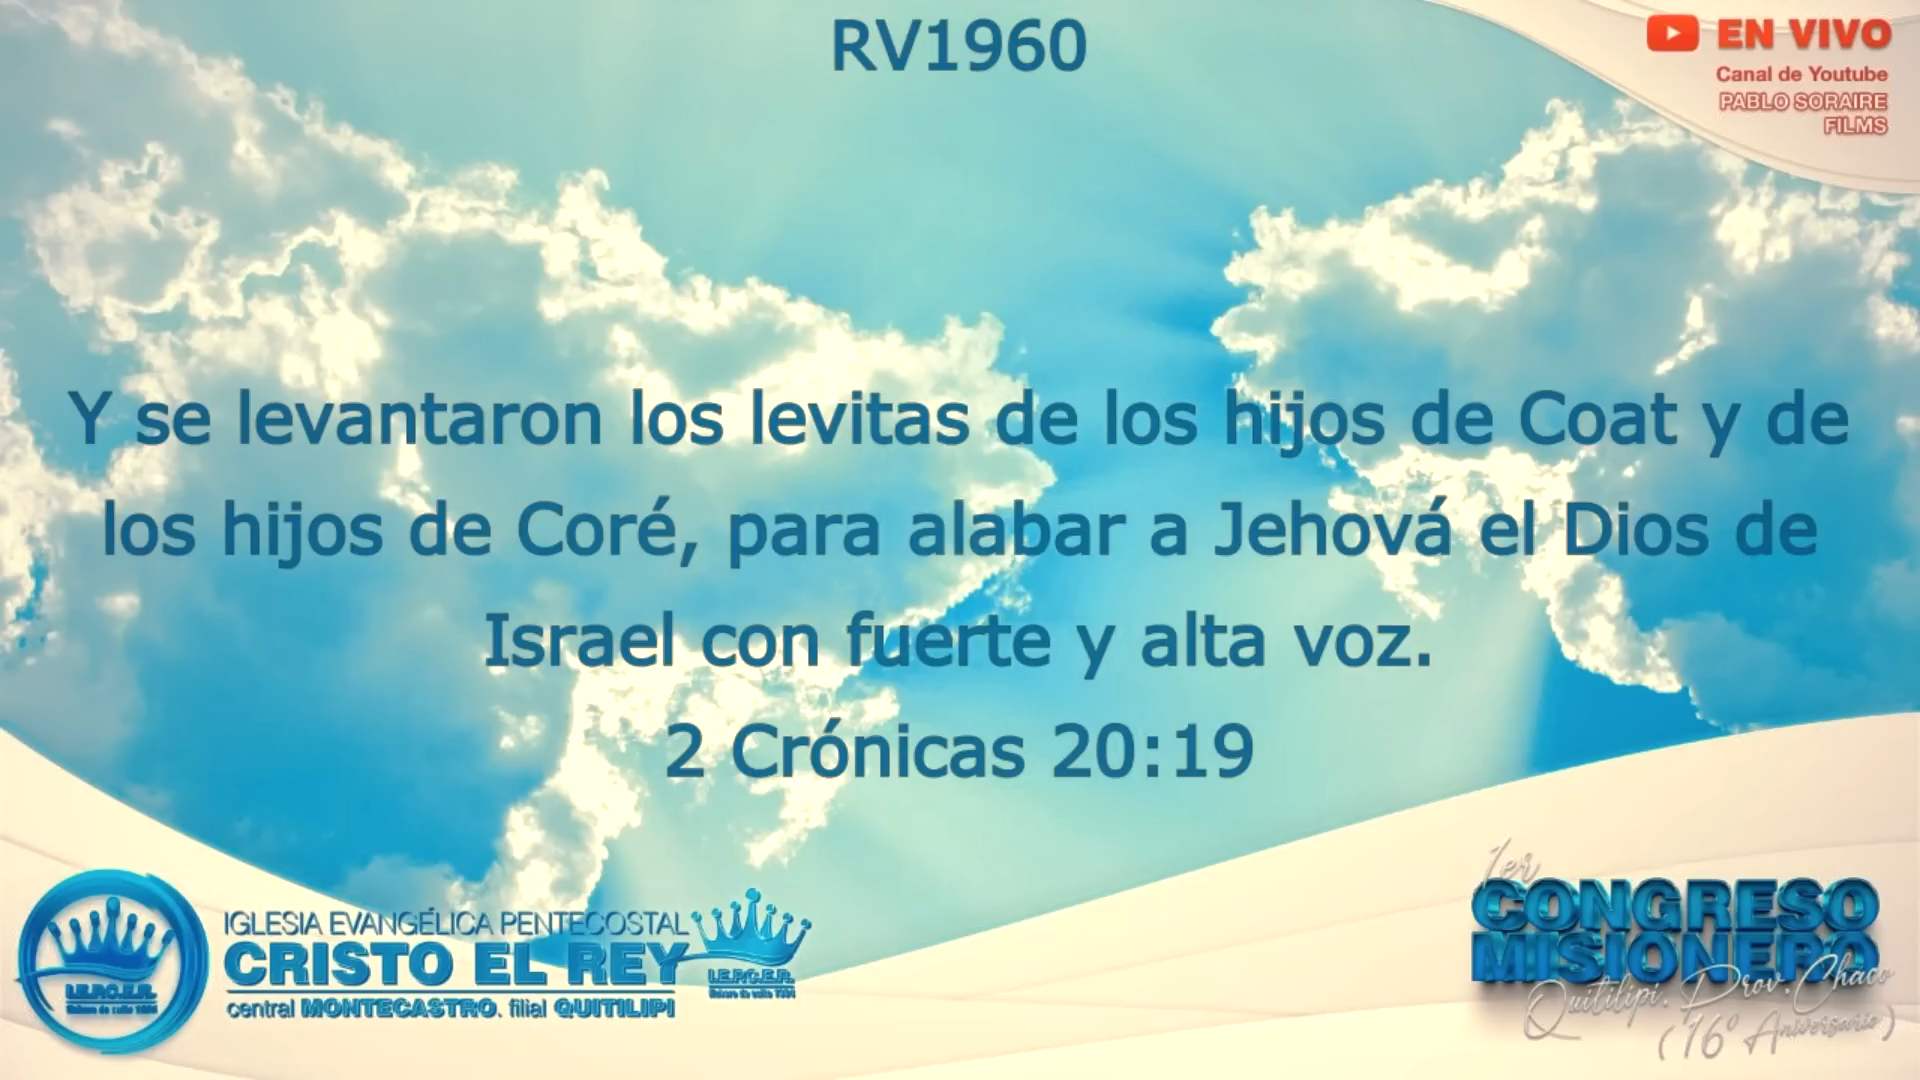 RV1960
EN VIVO
Canal de Youtube
PABLO SORAIRE
FILMS
Y se levantaron los levitas de los hijos de Coat y de
los hijos de Coré, para alabar a Jehová el Dios de
Israel con fuerte y alta voz.
2 Crónicas 20:19
IGLESIA EVANGÉLICA PENTECOSTAL
CRISTO EL REY
central MONTECASTRO. filial QUITILIPI
I.E.P.C.E.R.
I.E.P.C.E.R.
1er
CONGRESO
MISIONERO
Quitilipi. Prov. Chaco
(16º Aniversario)